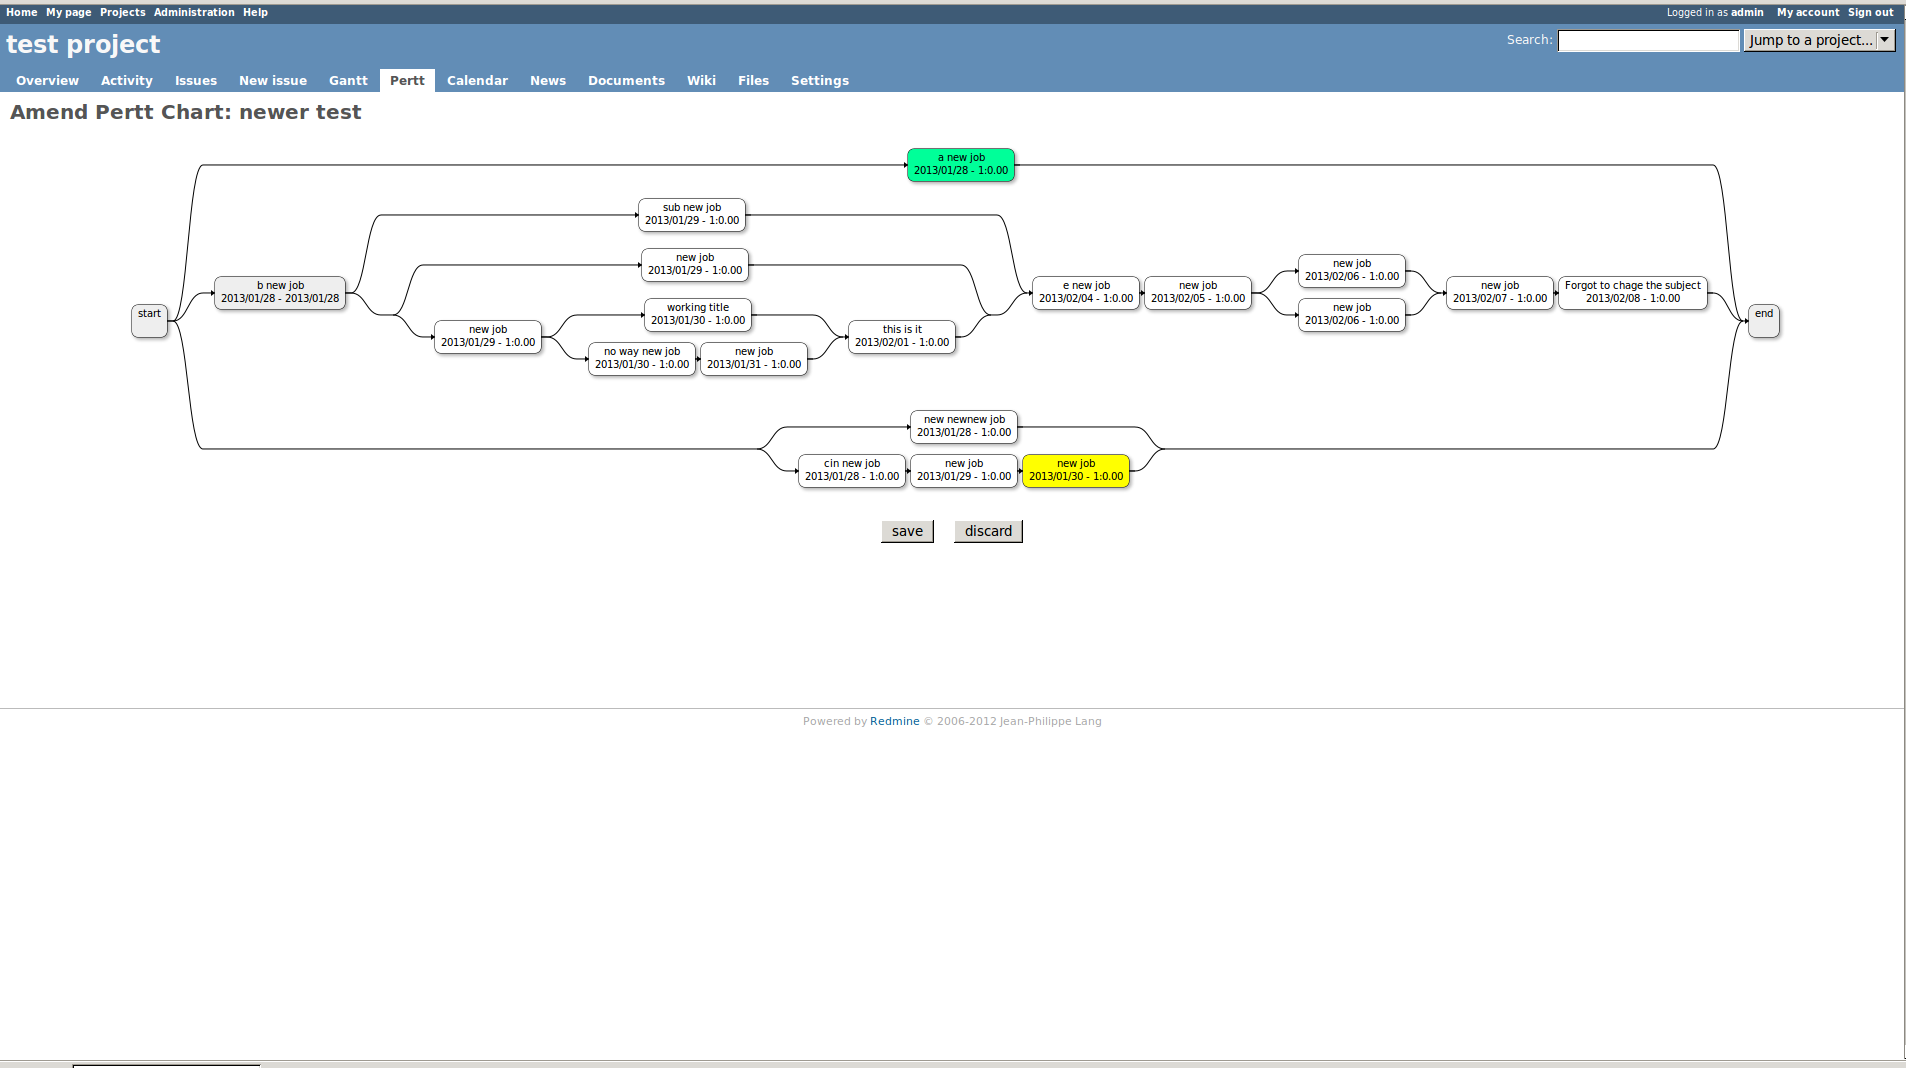 Home My page Projects Administration Help
Logged in as admin My account Sign out
test project
Search:
Jump to a project...
Overview Activity Issues New issue Gantt Pertt Calendar News Documents Wiki Files Settings
Amend Pertt Chart: newer test
a new job
2013/01/28 - 1:0.00
sub new job
2013/01/29 - 1:0.00
new job
2013/01/29 - 1:0.00
b new job
2013/01/28 - 2013/01/28
start
working title
2013/01/30 - 1:0.00
new job
2013/01/29 - 1:0.00
no way new job
2013/01/30 - 1:0.00
new job
2013/01/31 - 1:0.00
this is it
2013/02/01 - 1:0.00
e new job
2013/02/04 - 1:0.00
new job
2013/02/05 - 1:0.00
new job
2013/02/06 - 1:0.00
new job
2013/02/06 - 1:0.00
new job
2013/02/07 - 1:0.00
Forgot to chage the subject
2013/02/08 - 1:0.00
end
new newnew job
2013/01/28 - 1:0.00
cin new job
2013/01/28 - 1:0.00
new job
2013/01/29 - 1:0.00
new job
2013/01/30 - 1:0.00
save
discard
Powered by Redmine © 2006-2012 Jean-Philippe Lang